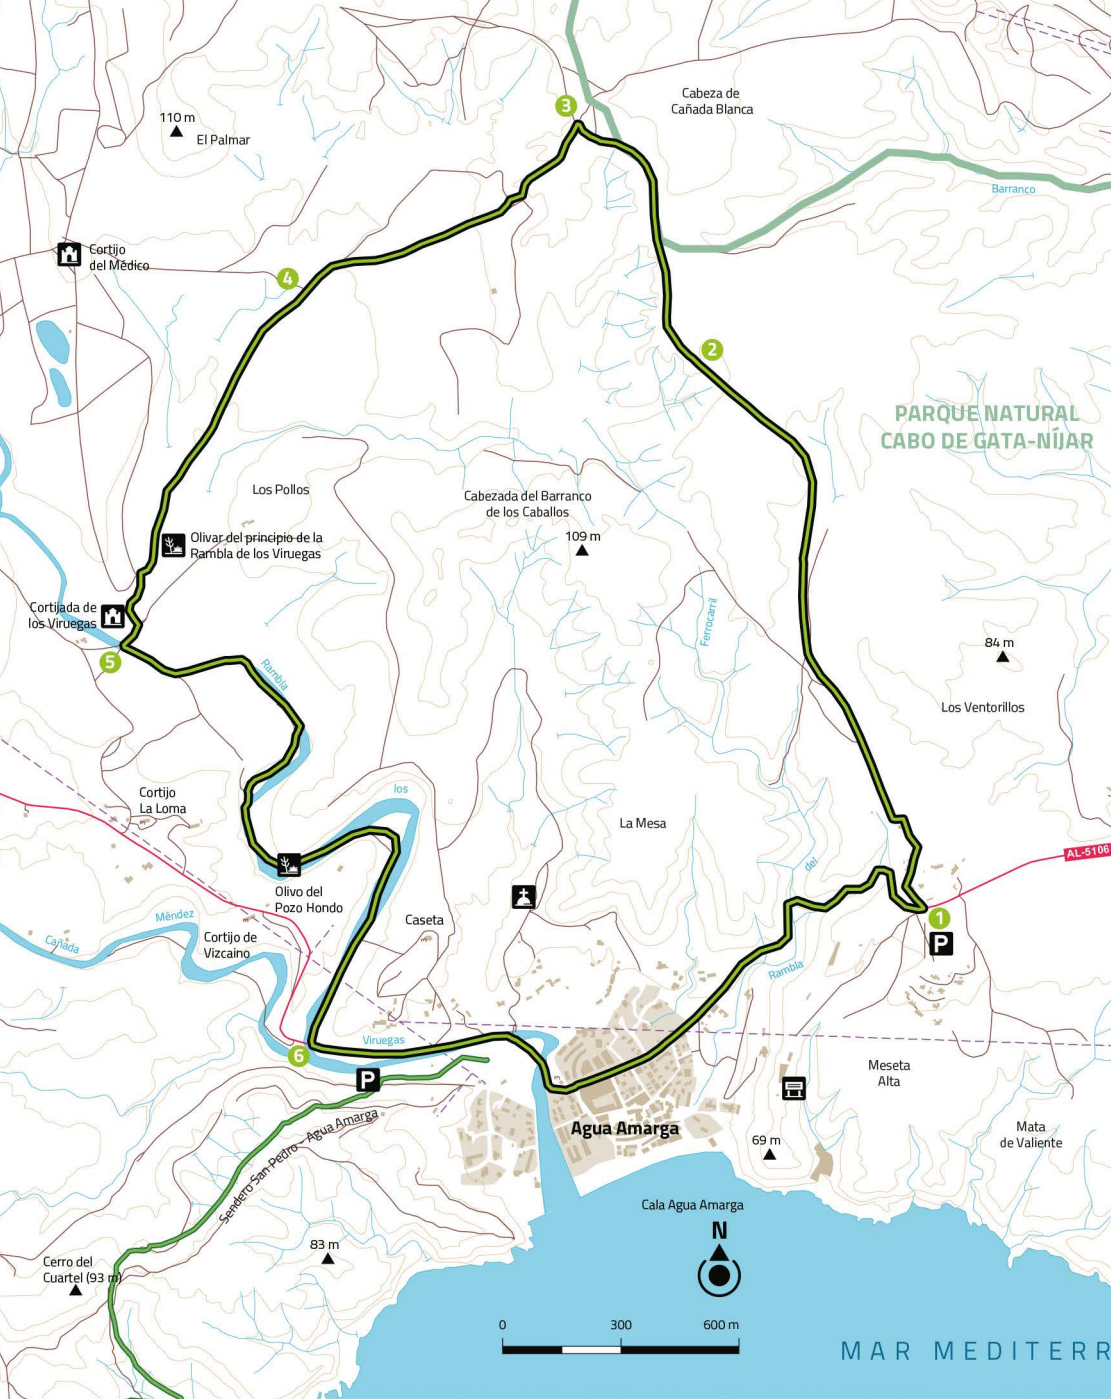 3
Cabeza de
Cañada Blanca
110 m
El Palmar
Barranco
Cortijo
del Médico
4
2
PARQUE NATURAL
CABO DE GATA-NÍJAR
Los Pollos
Cabezada del Barranco
de los Caballos
109 m
Olivar del principio de la
Rambla de los Viruegas
Cortijada de
los Viruegas
Ferrocarril
84 m
5
Rambla
Los Ventorillos
Cortijo
La Loma
los
La Mesa
AL-5106
del
Olivo del
Pozo Hondo
Méndez
Caseta
1
P
Cañada
Cortijo de
Vizcaino
Rambla
6
Viruegas
P
Meseta
Alta
Sendero San Pedro - Agua Amarga
Agua Amarga
69 m
Mata
de Valiente
Cala Agua Amarga
N
83 m
Cerro del
Cuartel (93 m)
0 300 600 m
MAR MEDITERR